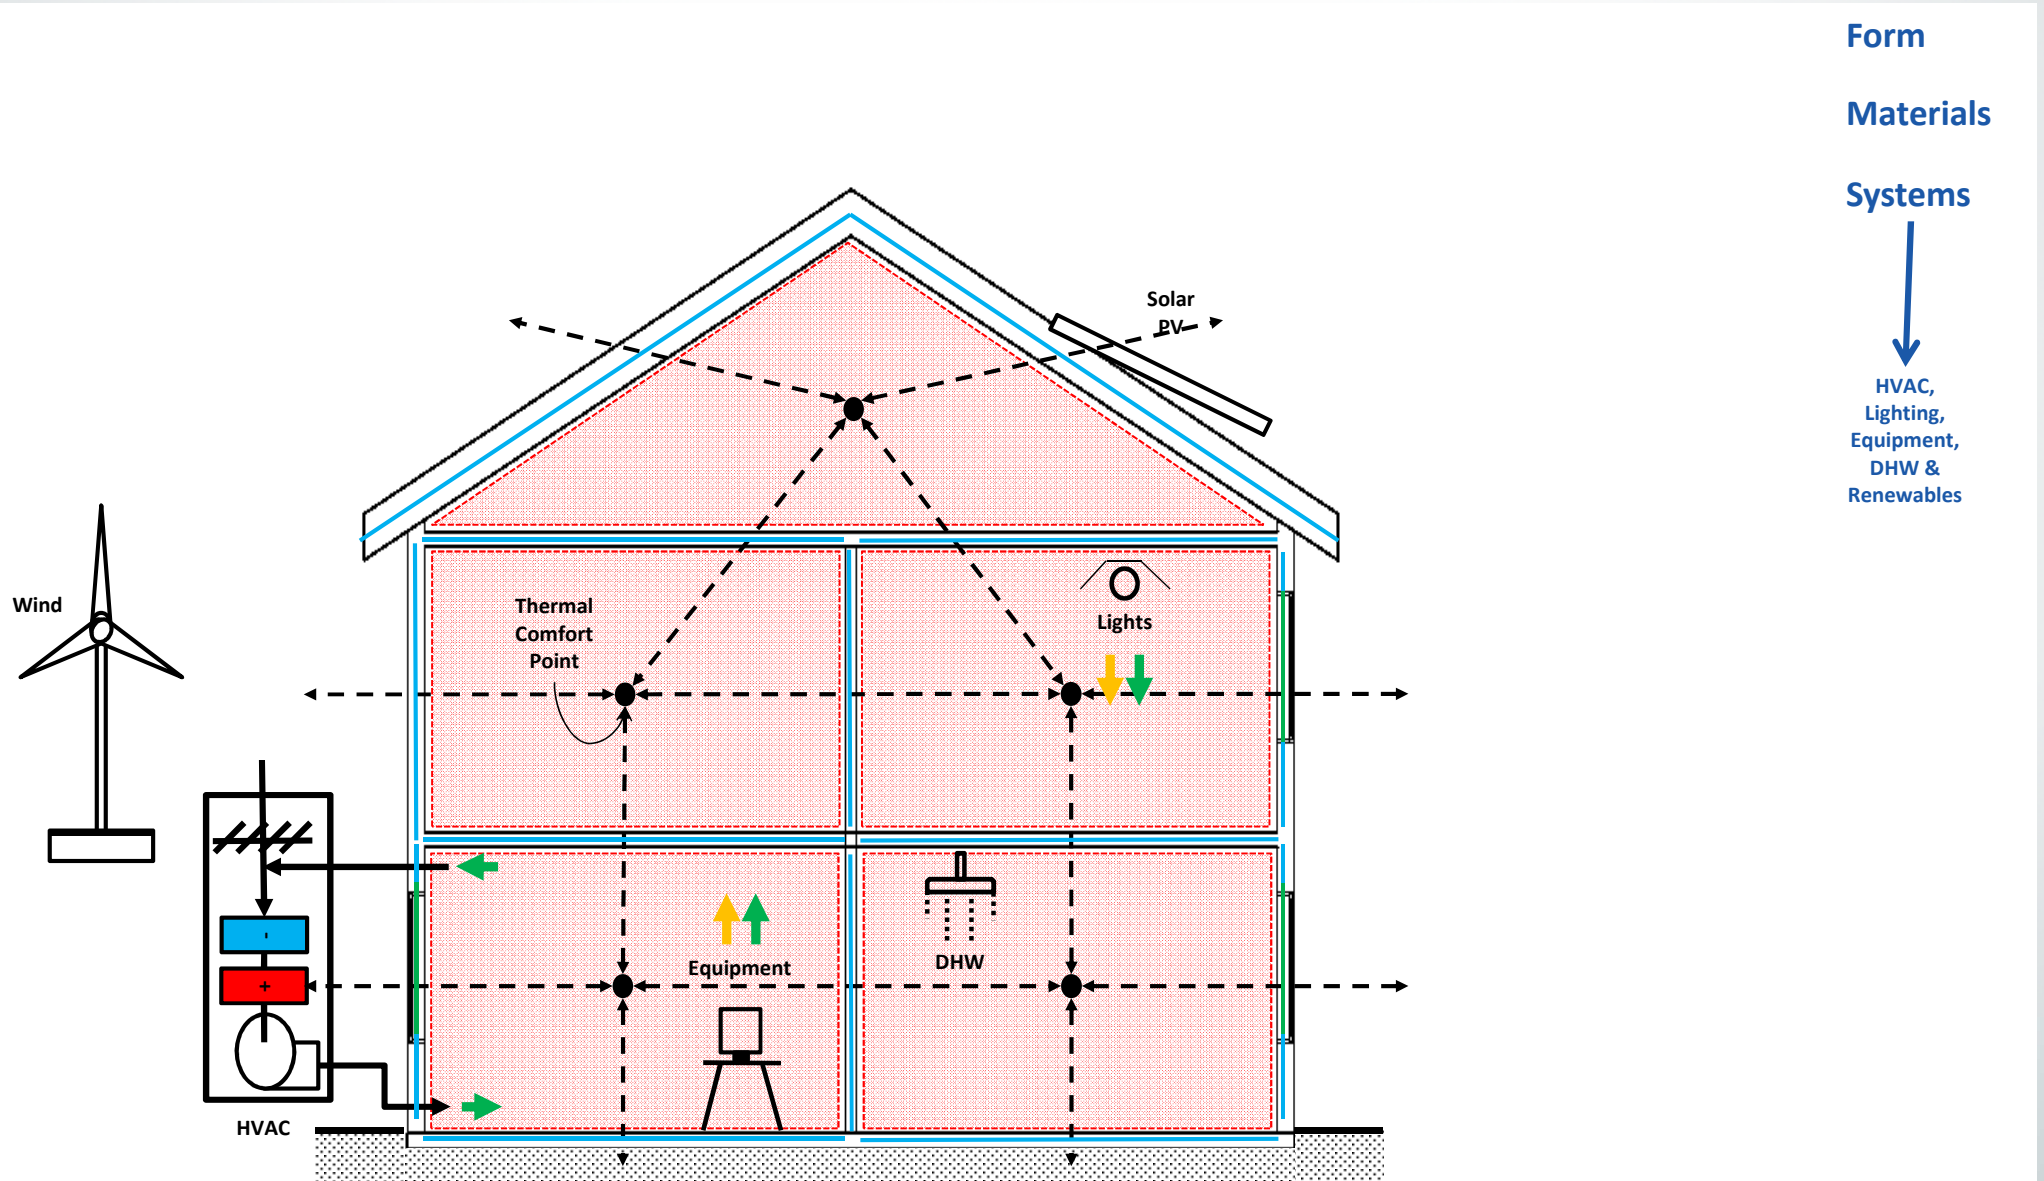 Form
Materials
Systems
HVAC,
Lighting,
Equipment,
DHW &
Renewables
Solar
PV
Wind
Thermal
Comfort
Point
Lights
Equipment
DHW
-
+
HVAC